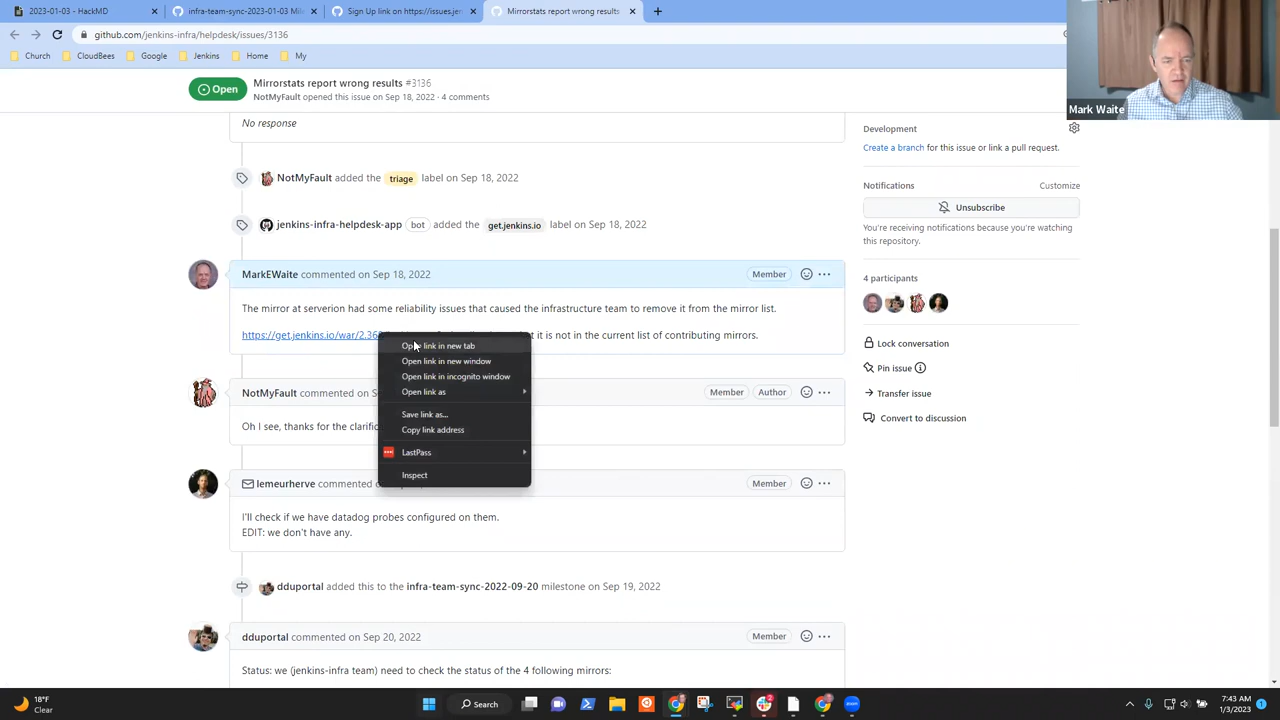 2023-01-03 - HackMD
infra-team-sync-2023-01-03 Mile
Sign Up link on https://issues.jen
Mirrorstats report wrong results
github.com/jenkins-infra/helpdesk/issues/3136
Church
CloudBees
Google
Jenkins
Home
My
Mark Waite
Open
Mirrorstats report wrong results #3136
NotMyFault opened this issue on Sep 18, 2022 · 4 comments
No response
NotMyFault added the triage label on Sep 18, 2022
jenkins-infra-helpdesk-app bot added the get.jenkins.io label on Sep 18, 2022
MarkEWaite commented on Sep 18, 2022
Member
The mirror at serverion had some reliability issues that caused the infrastructure team to remove it from the mirror list.
https://get.jenkins.io/war/2.36
it is not in the current list of contributing mirrors.
Open link in new tab
Open link in new window
Open link in incognito window
Open link as
Save link as...
Copy link address
LastPass
Inspect
NotMyFault commented on S
Member
Author
Oh I see, thanks for the clarific
lemeurherve commented
Member
I'll check if we have datadog probes configured on them.
EDIT: we don't have any.
dduportal added this to the infra-team-sync-2022-09-20 milestone on Sep 19, 2022
dduportal commented on Sep 20, 2022
Member
Status: we (jenkins-infra team) need to check the status of the 4 following mirrors:
Development
Create a branch for this issue or link a pull request.
Notifications
Customize
Unsubscribe
You're receiving notifications because you're watching
this repository.
4 participants
Lock conversation
Pin issue
Transfer issue
Convert to discussion
18°F
Clear
Search
7:43 AM
1/3/2023